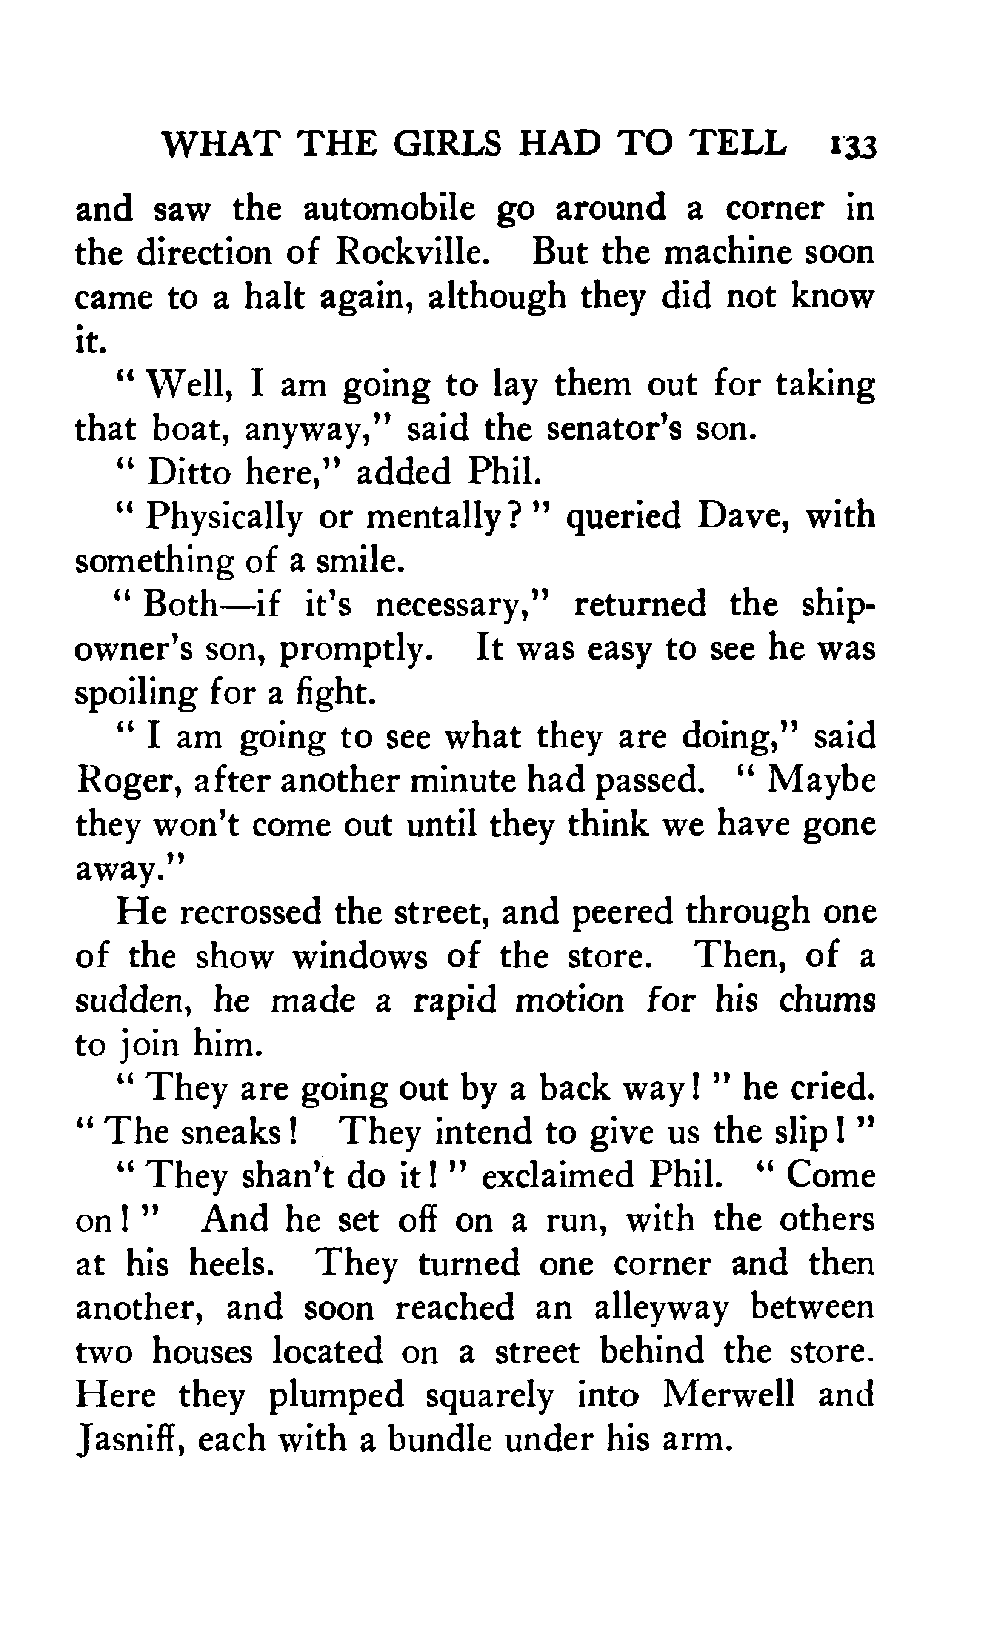 WHAT THE GIRLS HAD TO TELL 133
and saw the automobile go around a corner in
the direction of Rockville. But the machine soon
came to a halt again, although they did not know
it.
" Well, I am going to lay them out for taking
that boat, anyway," said the senator's son.
" Ditto here," added Phil.
" Physically or mentally? " queried Dave, with
something of a smile.
" Both—if it's necessary," returned the ship-
owner's son, promptly. It was easy to see he was
spoiling for a fight.
" I am going to see what they are doing," said
Roger, after another minute had passed. " Maybe
they won't come out until they think we have gone
away."
He recrossed the street, and peered through one
of the show windows of the store. Then, of a
sudden, he made a rapid motion for his chums
to join him.
" They are going out by a back way! " he cried.
" The sneaks! They intend to give us the slip! "
" They shan't do it! " exclaimed Phil. " Come
on! " And he set off on a run, with the others
at his heels. They turned one corner and then
another, and soon reached an alleyway between
two houses located on a street behind the store.
Here they plumped squarely into Merwell and
Jasniff, each with a bundle under his arm.